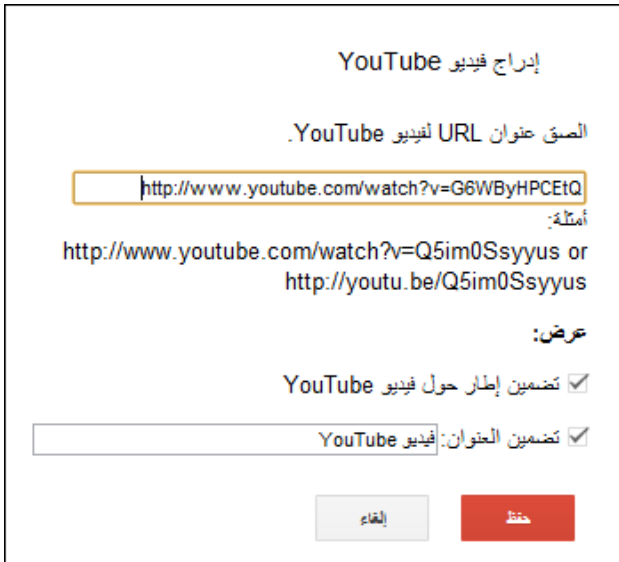 إدراج فيديو YouTube
الصق عنوان URL لفيديو YouTube.
http://www.youtube.com/watch?v=G6WByHPCEtQ
أمثلة:
http://www.youtube.com/watch?v=Q5im0Ssyyus or
http://youtu.be/Q5im0Ssyyus
عرض:
تضمين إطار حول فيديو YouTube
تضمين العنوان: فيديو YouTube
حفظ إلغاء